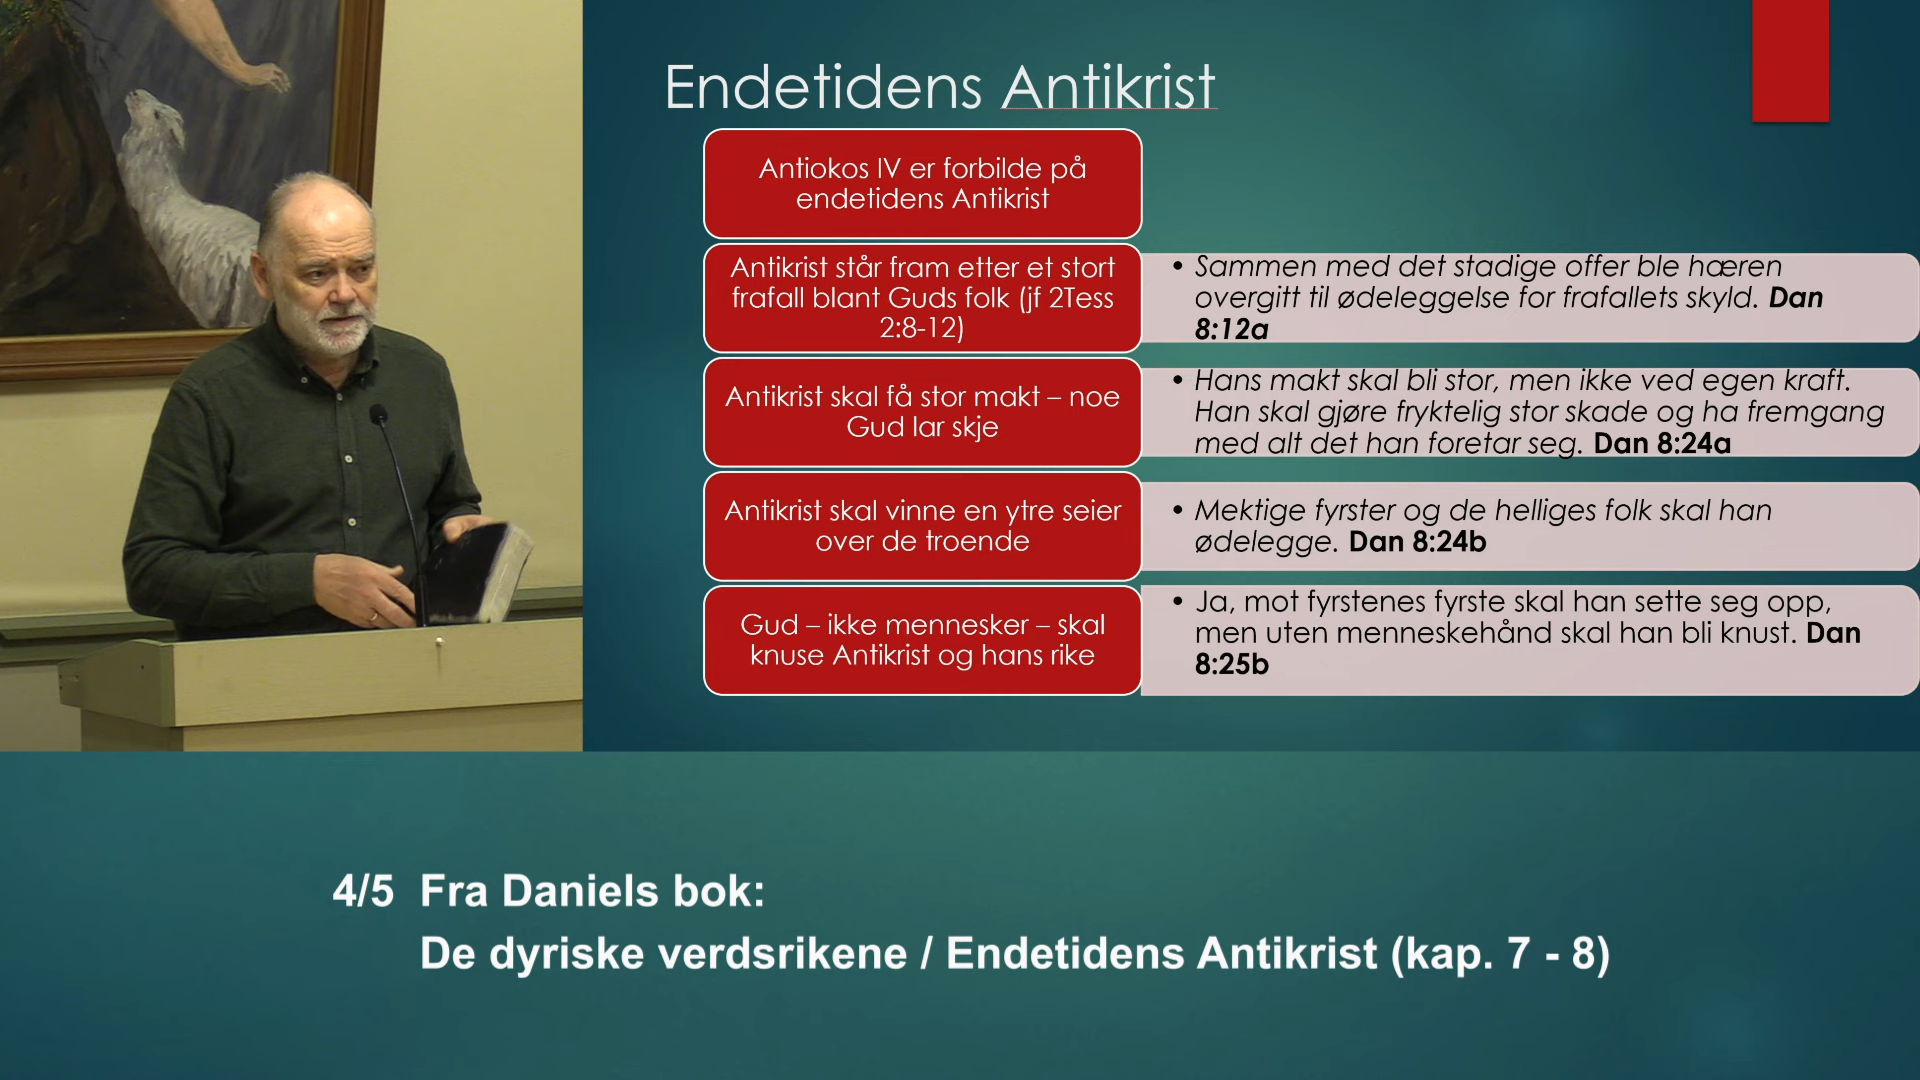 Endetidens Antikrist
Antiokos IV er forbilde på
endetidens Antikrist
Antikrist står fram etter et stort
frafall blant Guds folk (jf 2Tess
2:8-12)
• Sammen med det stadige offer ble hæren
overgitt til ødeleggelse for frafallets skyld. Dan
8:12a
Antikrist skal få stor makt – noe
Gud lar skje
• Hans makt skal bli stor, men ikke ved egen kraft.
Han skal gjøre fryktelig stor skade og ha fremgang
med alt det han foretar seg. Dan 8:24a
Antikrist skal vinne en ytre seier
over de troende
• Mektige fyrster og de helliges folk skal han
ødelegge. Dan 8:24b
Gud – ikke mennesker – skal
knuse Antikrist og hans rike
• Ja, mot fyrstenes fyrste skal han sette seg opp,
men uten menneskehånd skal han bli knust. Dan
8:25b
4/5 Fra Daniels bok:
De dyriske verdsrikene / Endetidens Antikrist (kap. 7 - 8)